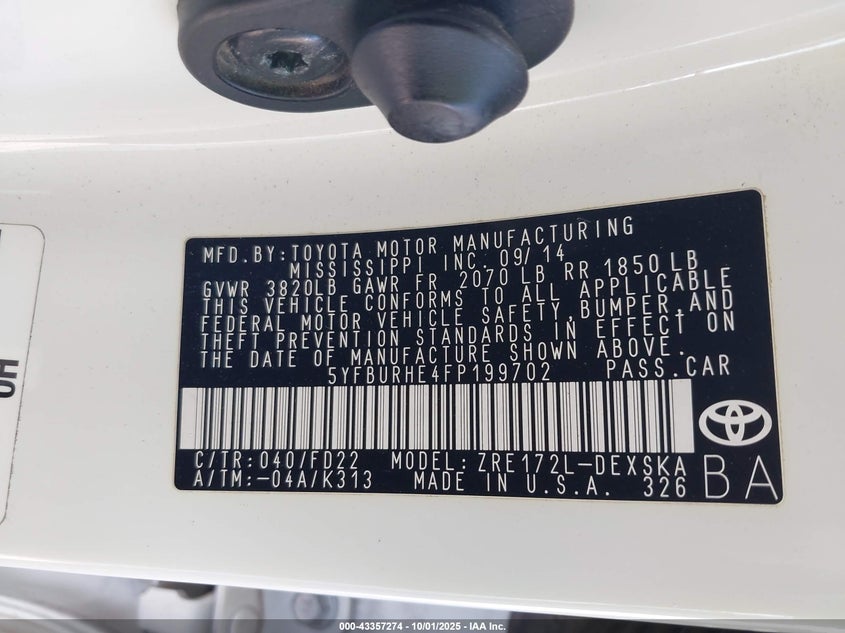 MFD.BY:TOYOTA MOTOR MANUFACTURING
MISSISSIPPI INC. 09/14
GVWR 3820LB GAWR FR 2070 LB RR 1850LB
THIS VEHICLE CONFORMS TO ALL APPLICABLE
FEDERAL MOTOR VEHICLE SAFETY,BUMPER,AND
THEFT PREVENTION STANDARDS IN EFFECT ON
THE DATE OF MANUFACTURE SHOWN ABOVE.
5YFBURHE4FP199702 PASS.CAR
C/TR:040/FD22 MODEL:ZRE172L-DEXSKA
A/TM:-04A/K313 MADE IN U.S.A. 326
BA
000-43357274 | 10/01/2025 | IAA Inc.